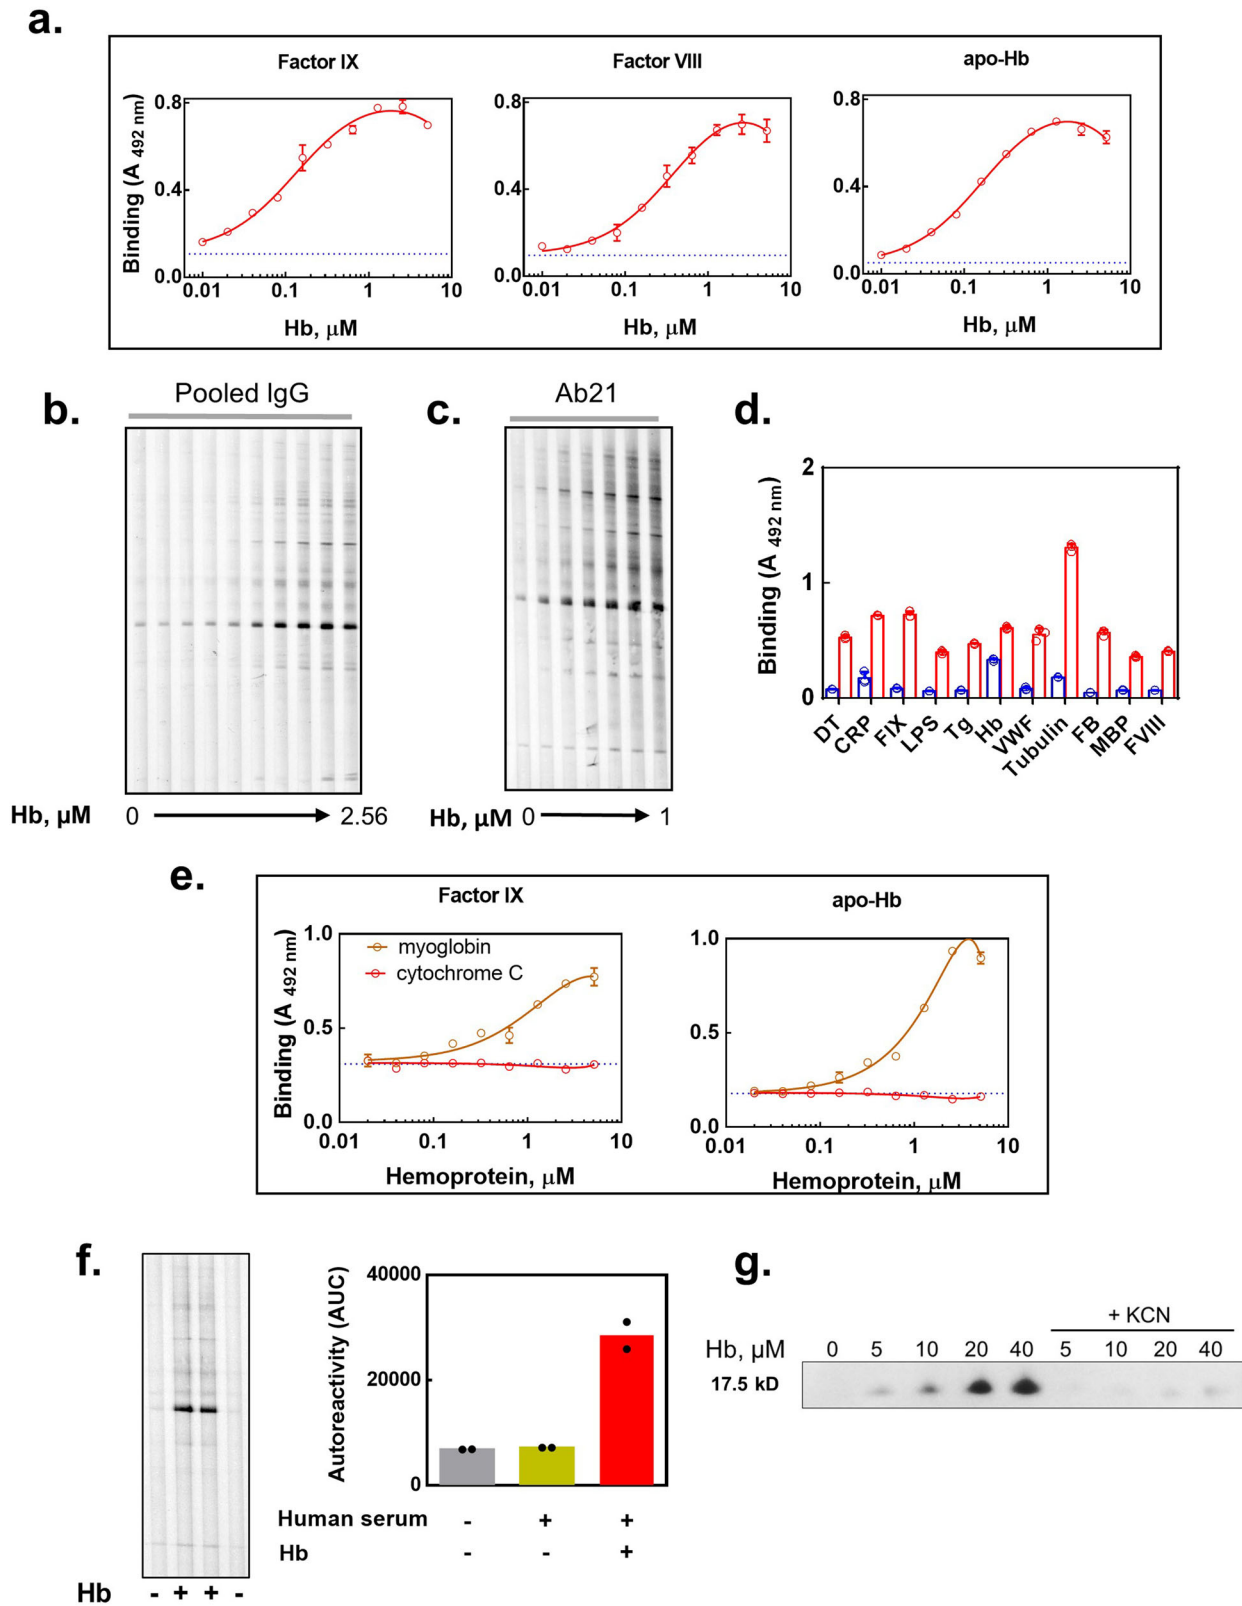 a.
Factor IX Factor VIII apo-Hb
Binding (A 492 nm)
0.8 0.8 0.8
0.4 0.4 0.4
0.0 0.0 0.0
0.01 0.1 1 10 0.01 0.1 1 10 0.01 0.1 1 10
Hb, μM Hb, μM Hb, μM
b. Pooled IgG
Hb, μM 0 2.56
c. Ab21
Hb, μM 0 1
d.
Binding (A 492 nm)
2
1
0
DT CRP FIX LPS Tg Hb VWF Tubulin FB MBP FVIII
e.
Factor IX apo-Hb
Binding (A 492 nm)
1.0 1.0
myoglobin
cytochrome C
0.5 0.5
0.0 0.0
0.01 0.1 1 10 0.01 0.1 1 10
Hemoprotein, μM Hemoprotein, μM
f.
Hb - + + -
Autoreactivity (AUC)
40000
20000
0
Human serum - + +
Hb - - +
g.
+ KCN
Hb, μM 0 5 10 20 40 5 10 20 40
17.5 kD